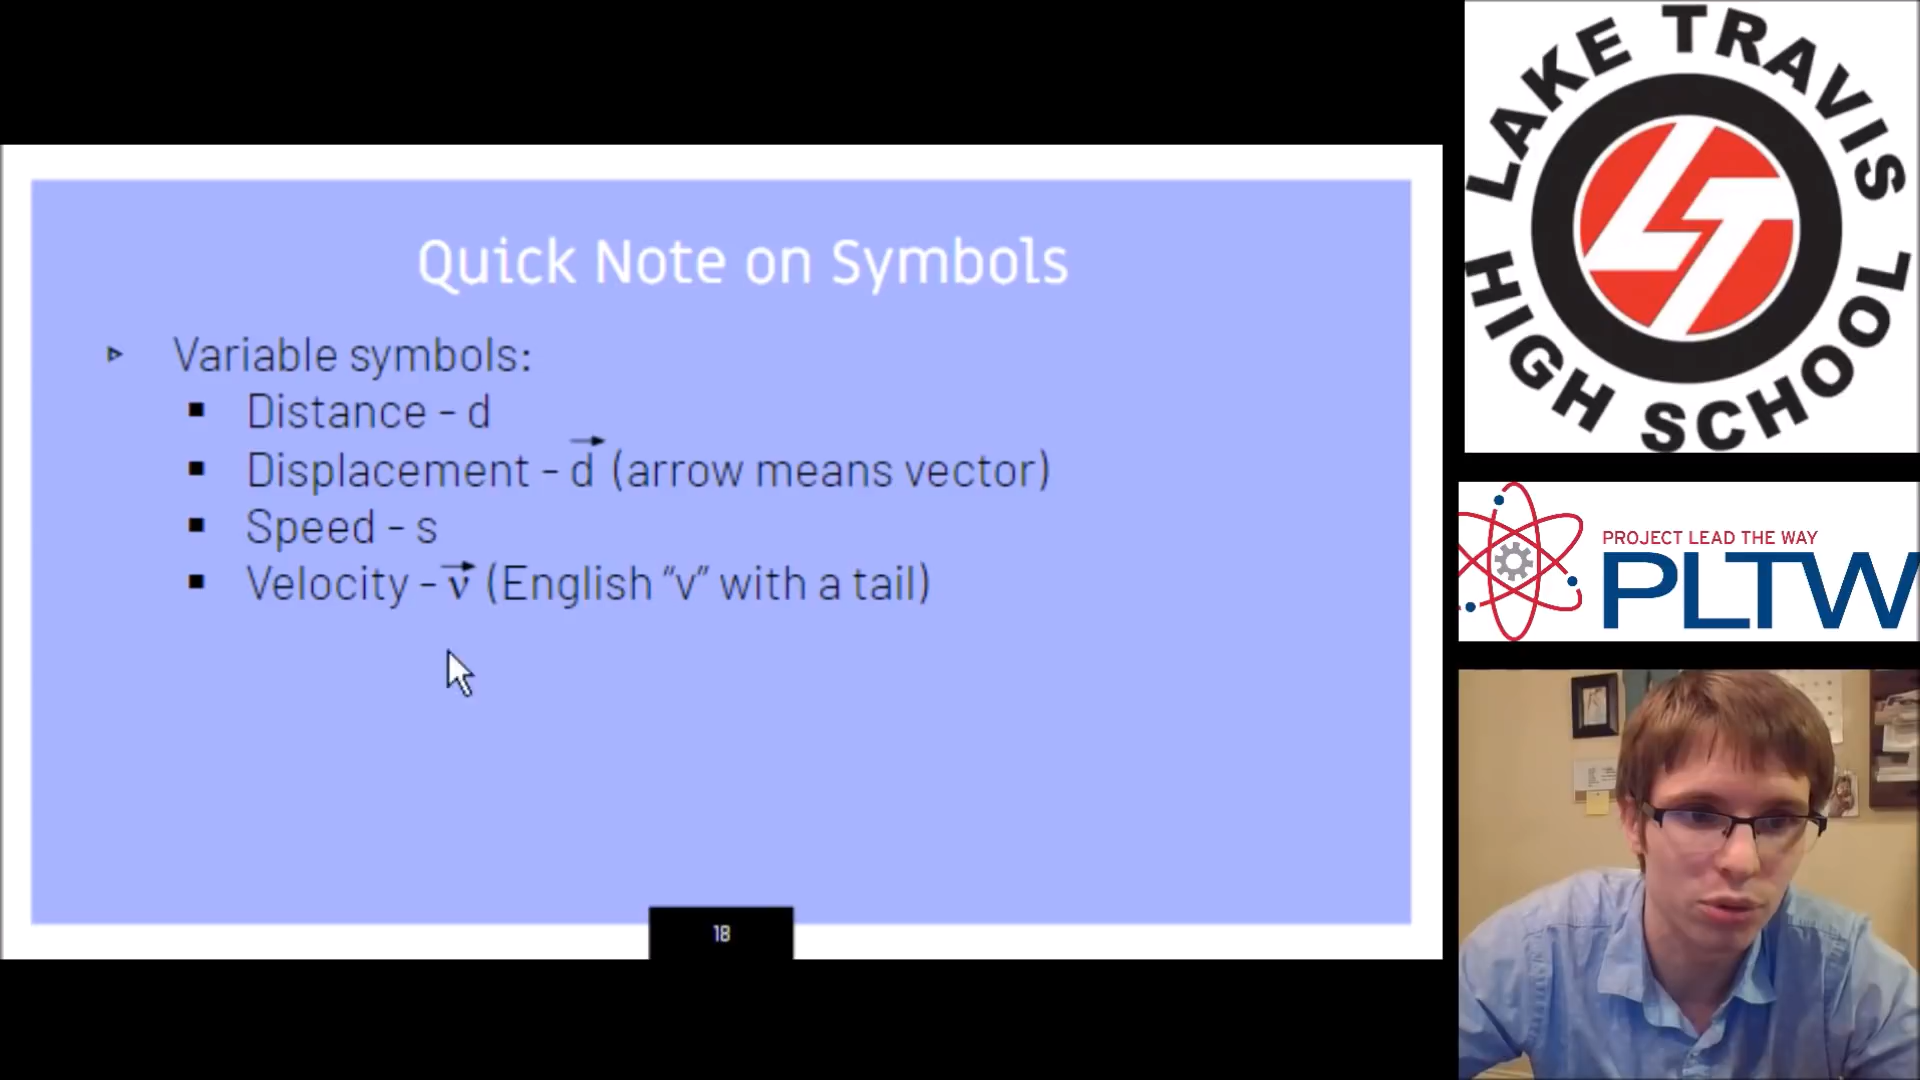 Quick Note on Symbols
▹ Variable symbols:
▪ Distance - d
▪ Displacement - d⃗ (arrow means vector)
▪ Speed - s
▪ Velocity - v⃗ (English “v” with a tail)
18
LAKE TRAVIS
LT
HIGH SCHOOL
PROJECT LEAD THE WAY
PLTW